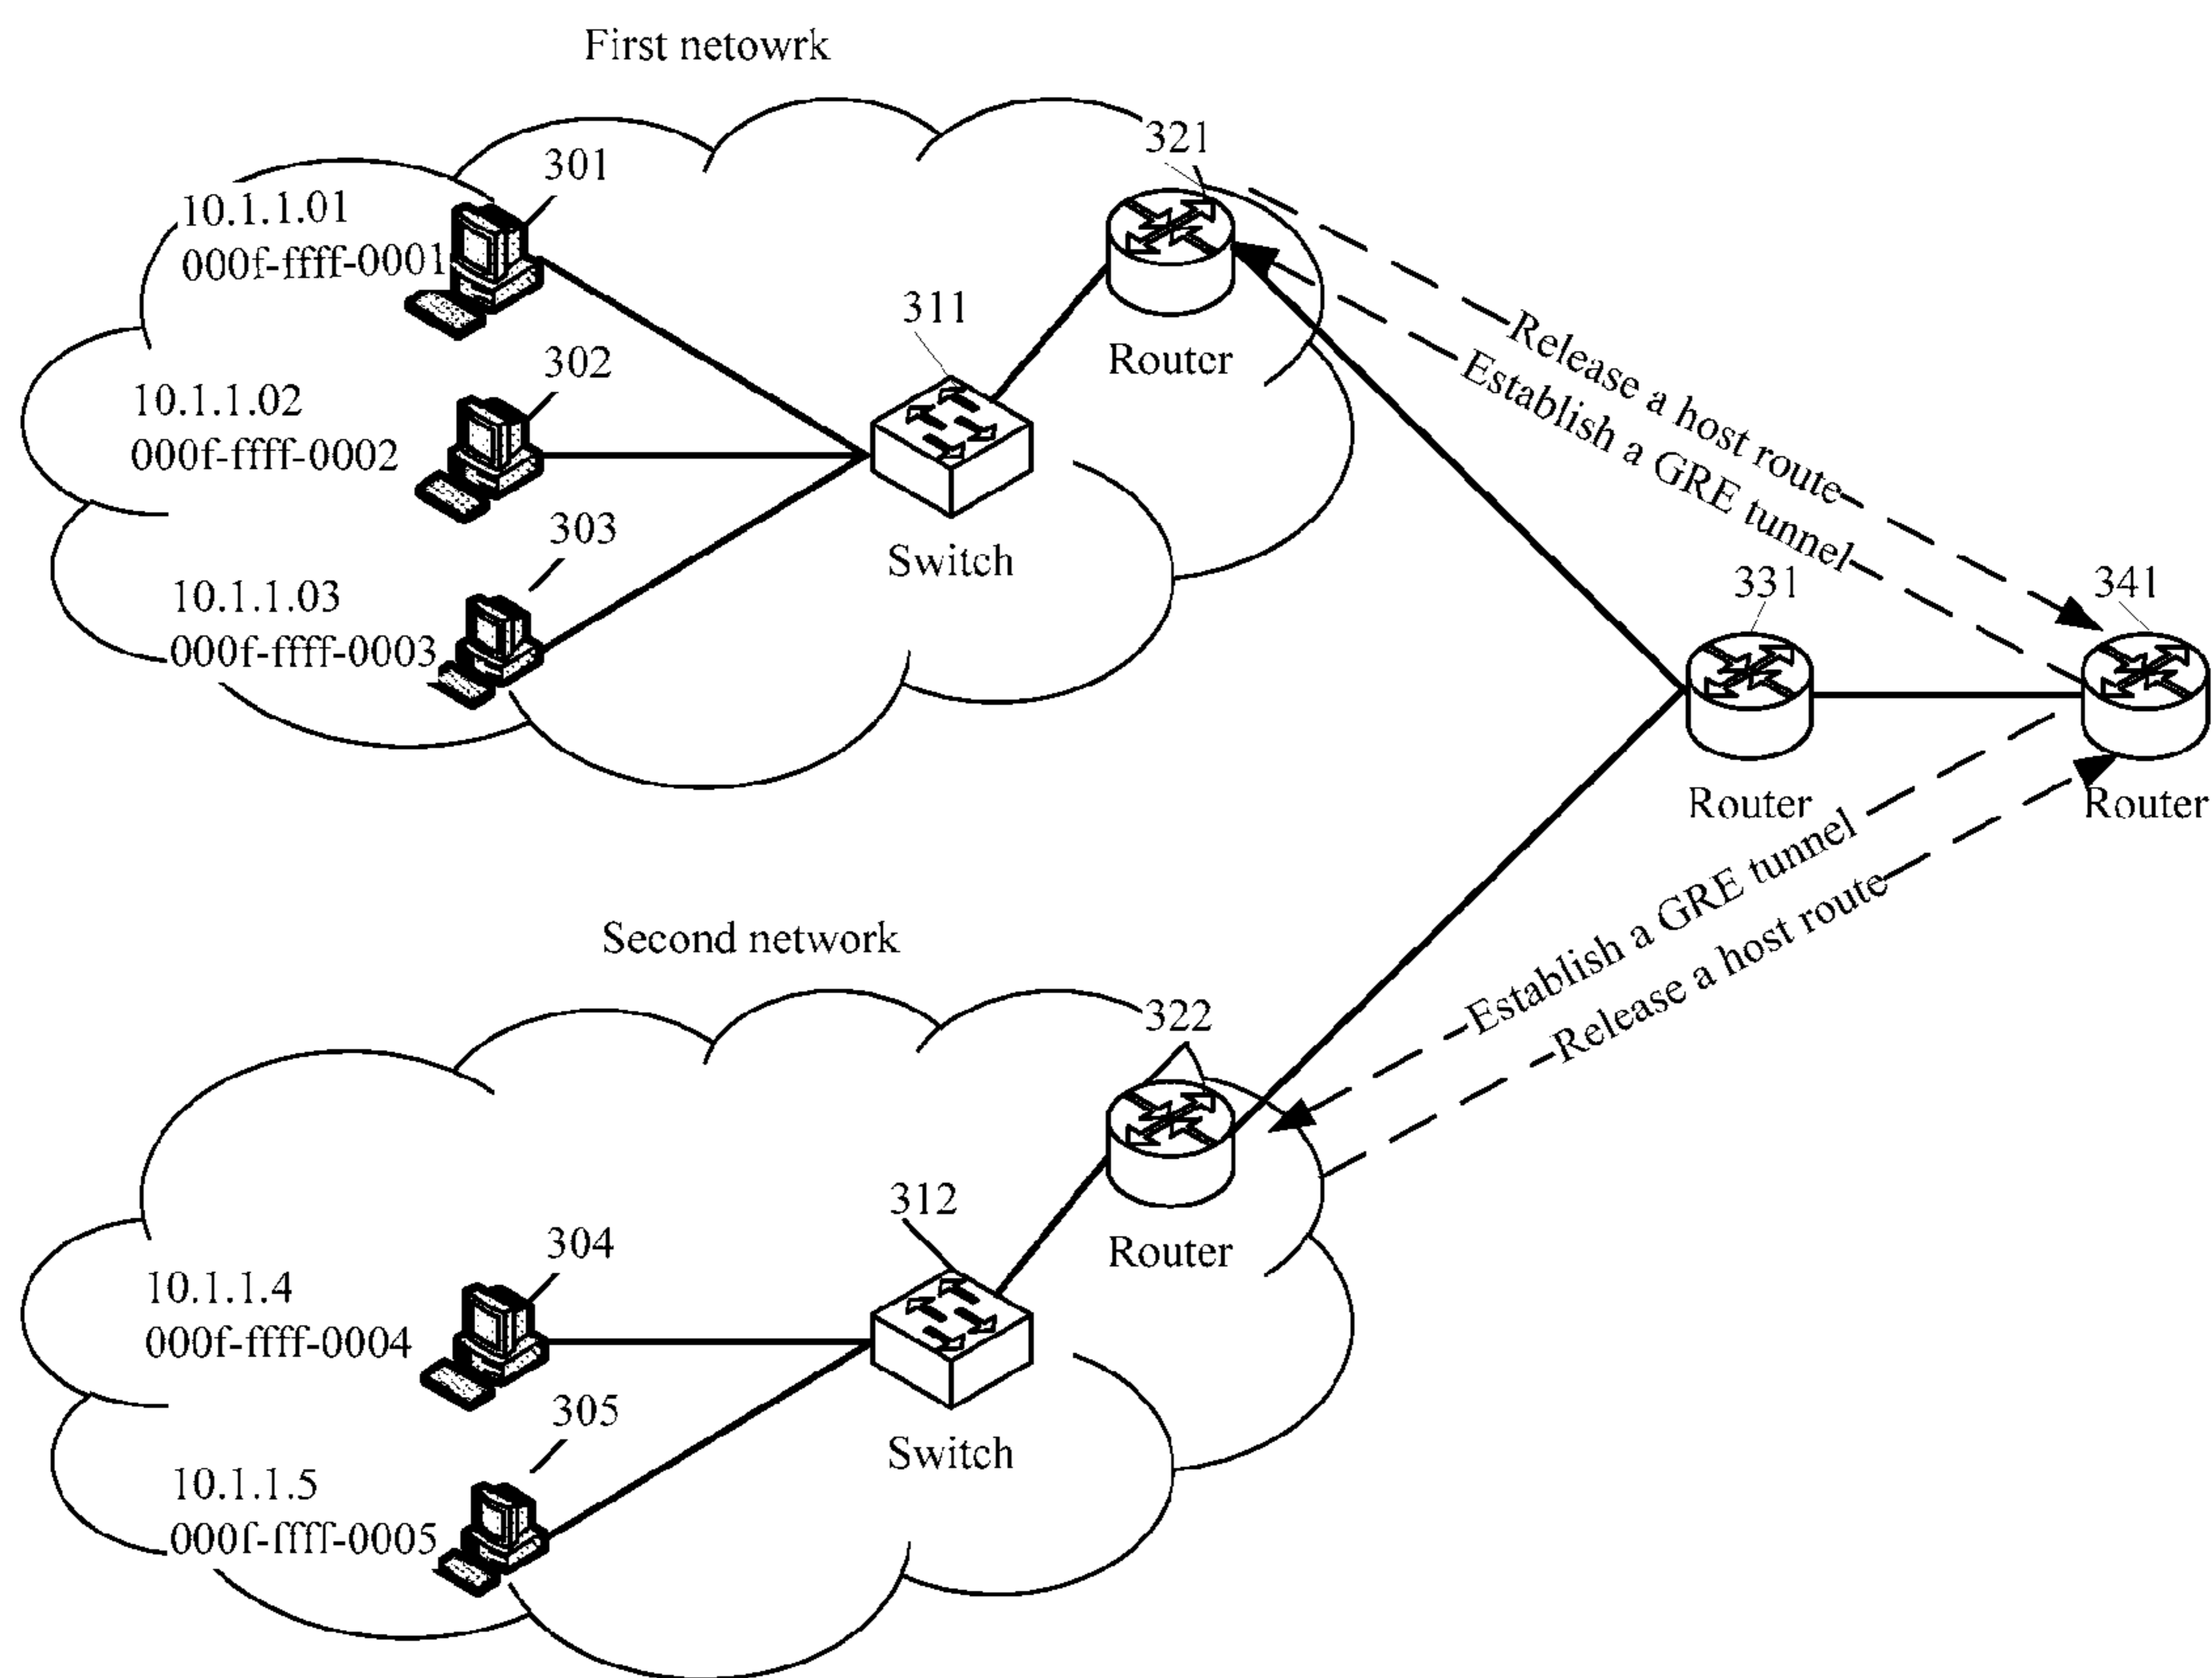 First netowrk
321
301
10.1.1.01
000f-ffff-0001
311
Router
302
10.1.1.02
000f-ffff-0002
Release a host route
Establish a GRE tunnel
303
Switch
10.1.1.03
000f-ffff-0003
331
341
Router
Router
Establish a GRE tunnel
Release a host route
Second network
322
312
Router
304
10.1.1.4
000f-ffff-0004
305
Switch
10.1.1.5
000f-ffff-0005